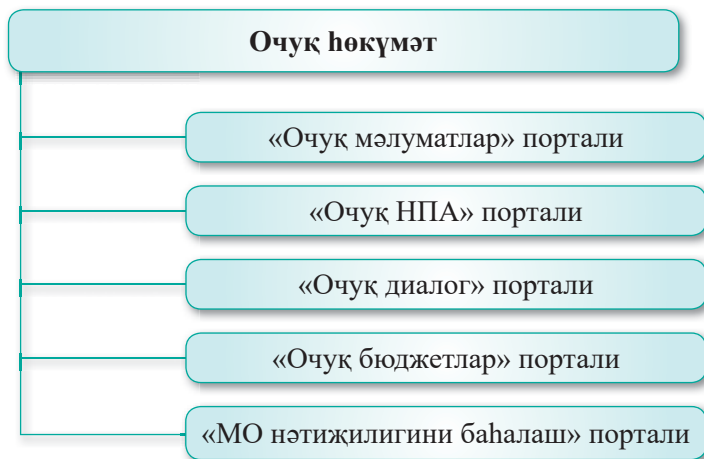 Очуқ һөкүмәт
«Очуқ мәлуматлар» портали
«Очуқ НПА» портали
«Очуқ диалог» портали
«Очуқ бюджетлар» портали
«МО нәтиҗилигини баһалаш» портали